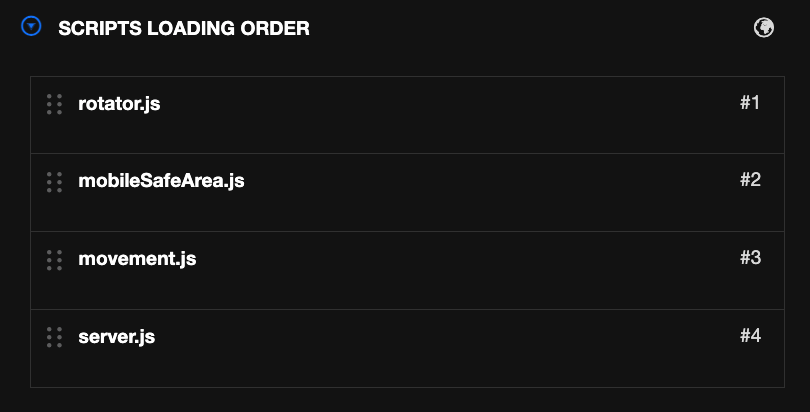 SCRIPTS LOADING ORDER
rotator.js #1
mobileSafeArea.js #2
movement.js #3
server.js #4